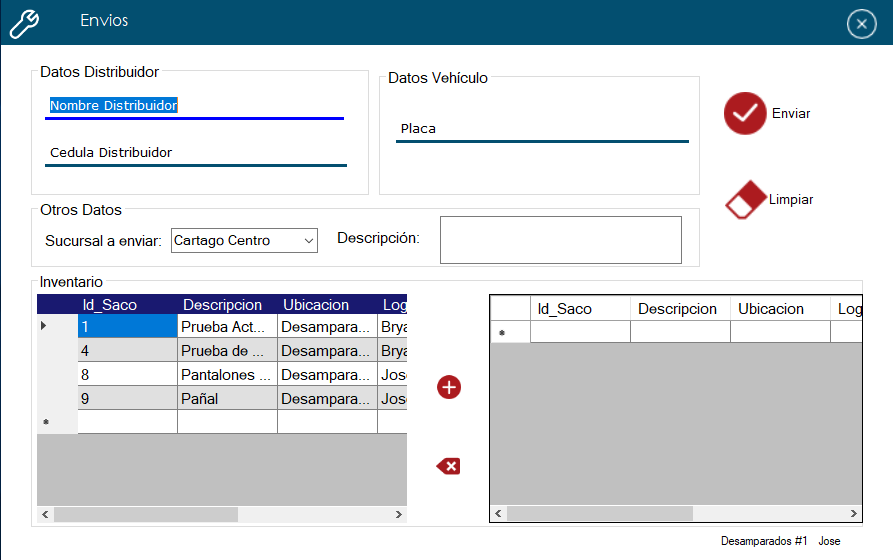 Envios
Datos Distribuidor
Nombre Distribuidor
Cedula Distribuidor
Datos Vehículo
Placa
Enviar
Limpiar
Otros Datos
Sucursal a enviar: Cartago Centro Descripción:
Inventario
Id_Saco Descripcion Ubicacion Log
1 Prueba Act... Desampara... Brya
4 Prueba de ... Desampara... Brya
8 Pantalones ... Desampara... José
9 Pañal Desampara... José
Id_Saco Descripcion Ubicacion Log
Desamparados #1 Jose